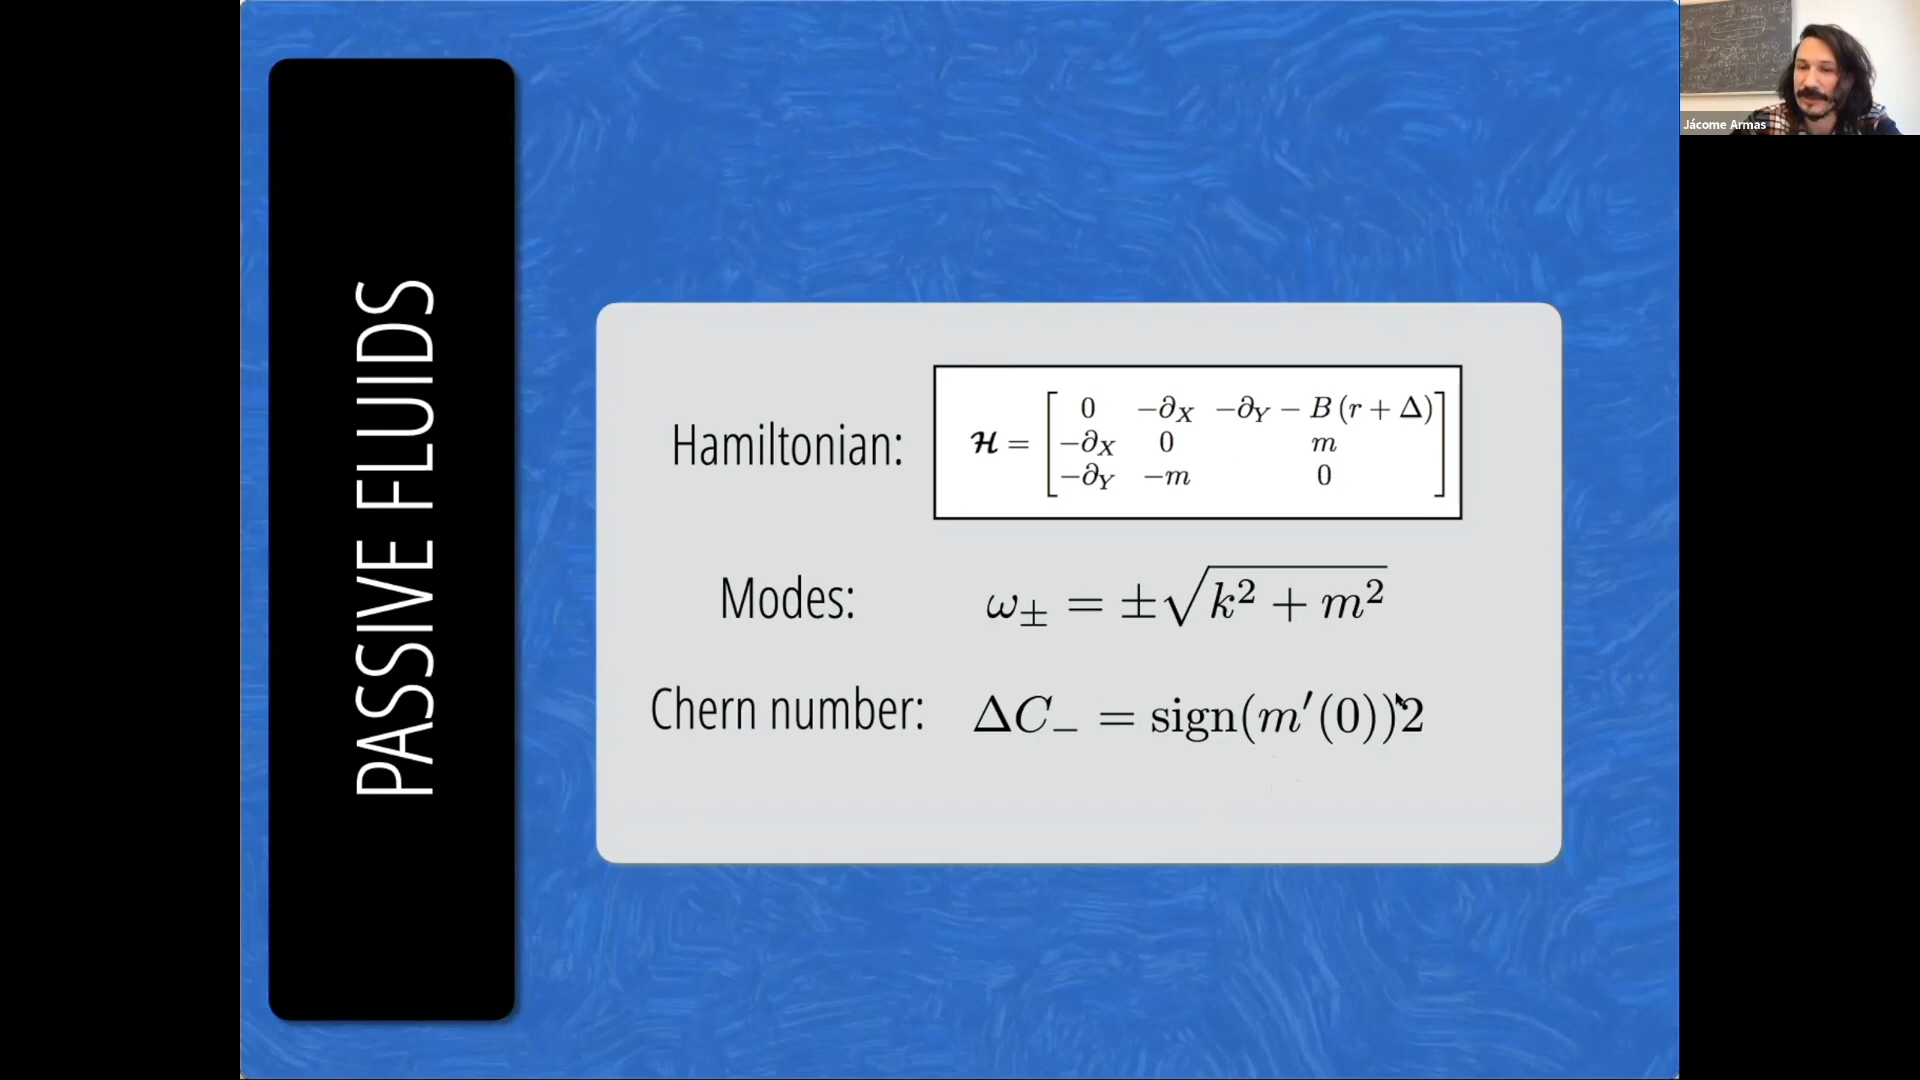 PASSIVE FLUIDS
Hamiltonian:
𝓗 = [ 0 −∂_X −∂_Y − B (r + Δ)
−∂_X 0 m
−∂_Y −m 0 ]
Modes: ω_± = ±√(k² + m²)
Chern number: ΔC_− = sign(m′(0))2
Jácome Armas